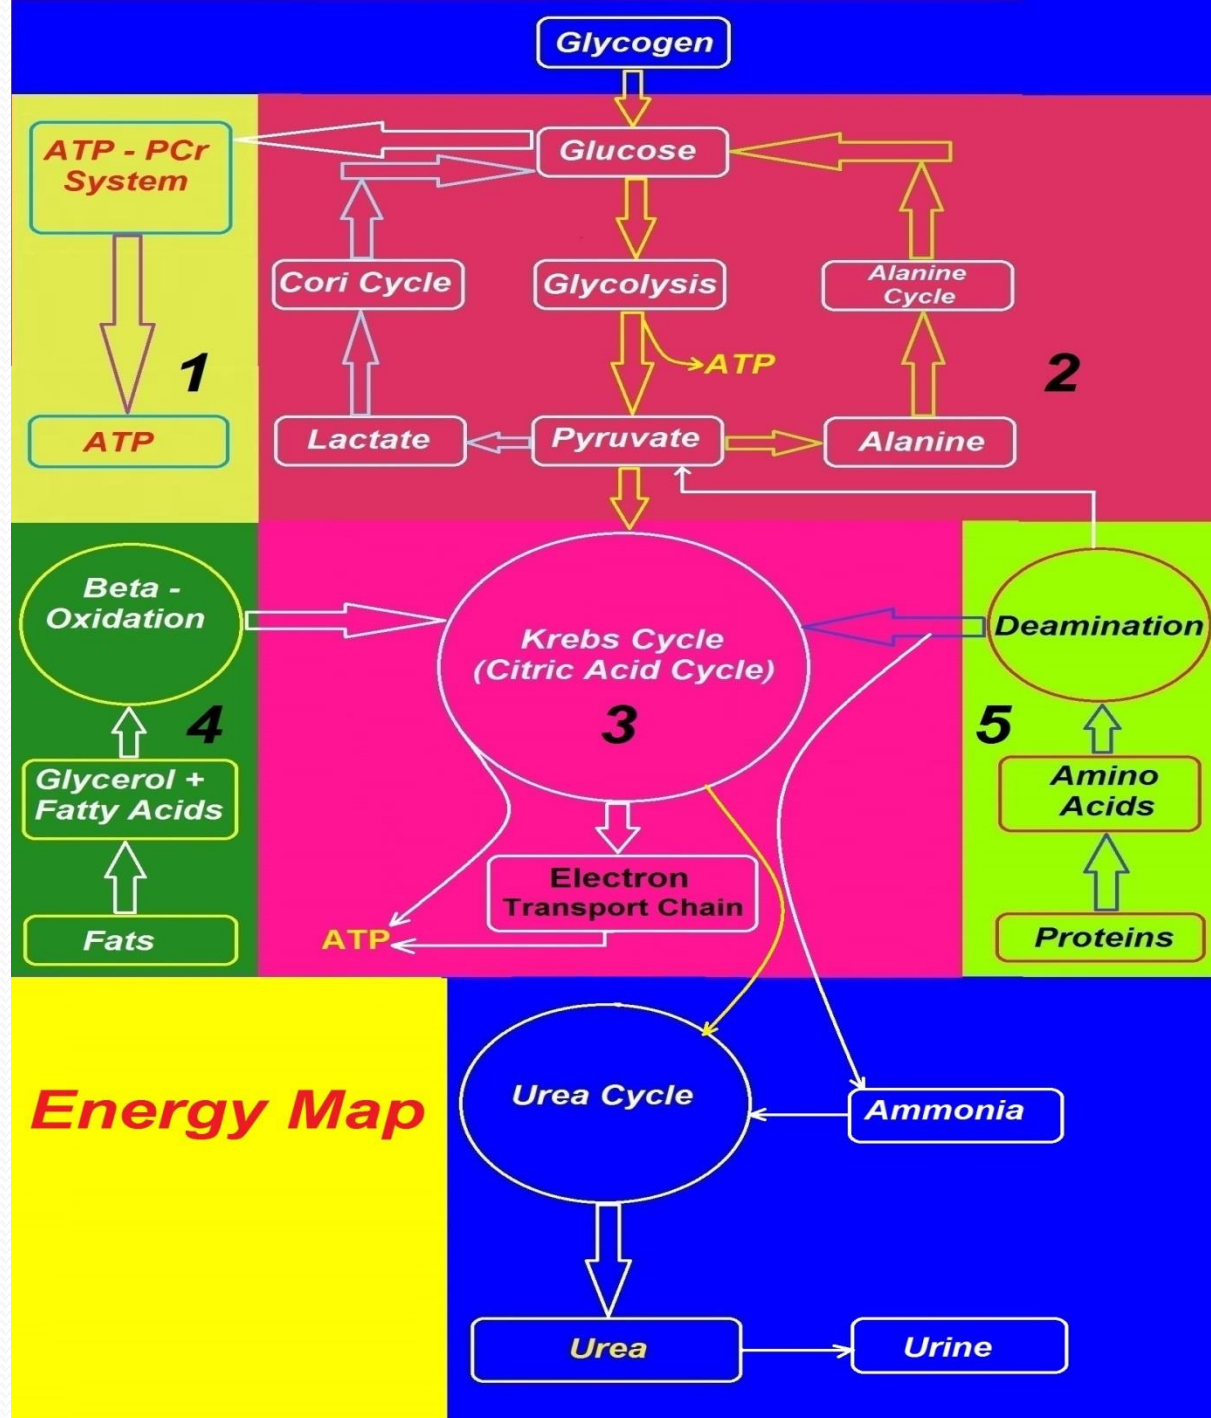 Glycogen
ATP - PCr
System
Glucose
Cori Cycle
Glycolysis
Alanine
Cycle
1
ATP
2
ATP
Lactate
Pyruvate
Alanine
Beta -
Oxidation
Krebs Cycle
(Citric Acid Cycle)
3
Deamination
4
5
Glycerol +
Fatty Acids
Amino
Acids
Electron
Transport Chain
Fats
ATP
Proteins
Energy Map
Urea Cycle
Ammonia
Urea
Urine